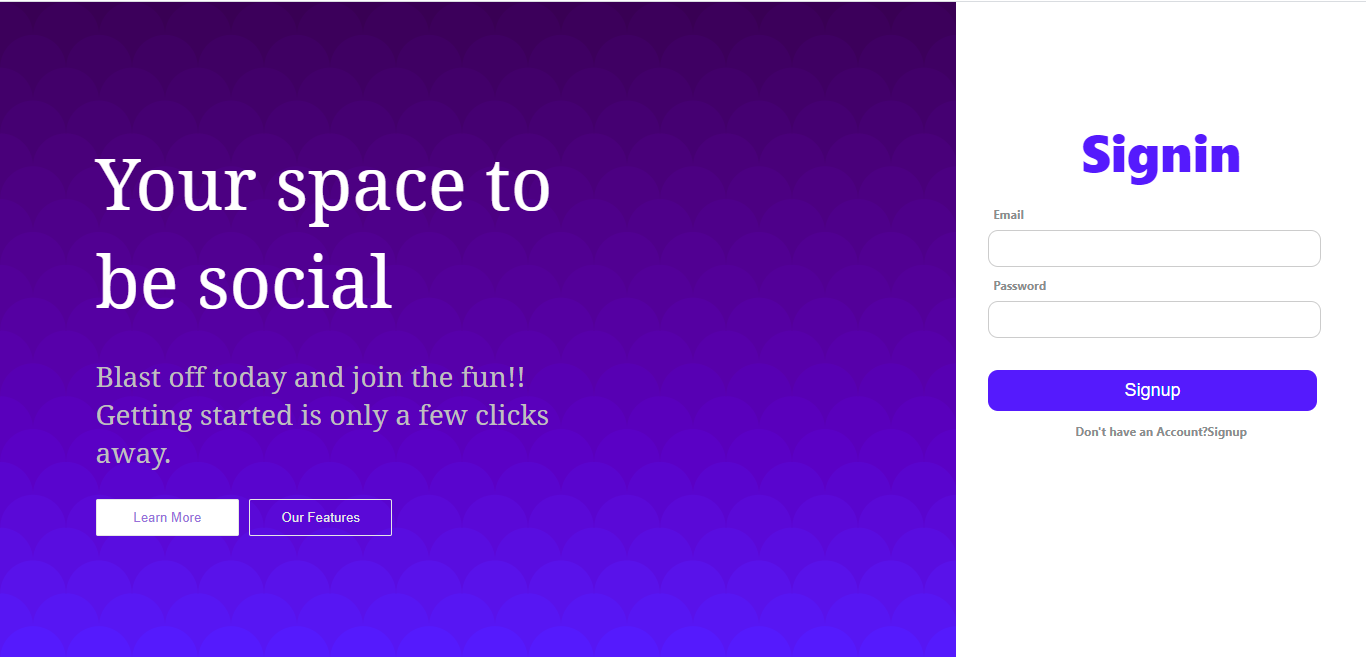 Your space to
be social
Blast off today and join the fun!!
Getting started is only a few clicks
away.
Learn More
Our Features
Signin
Email
Password
Signup
Don't have an Account?Signup